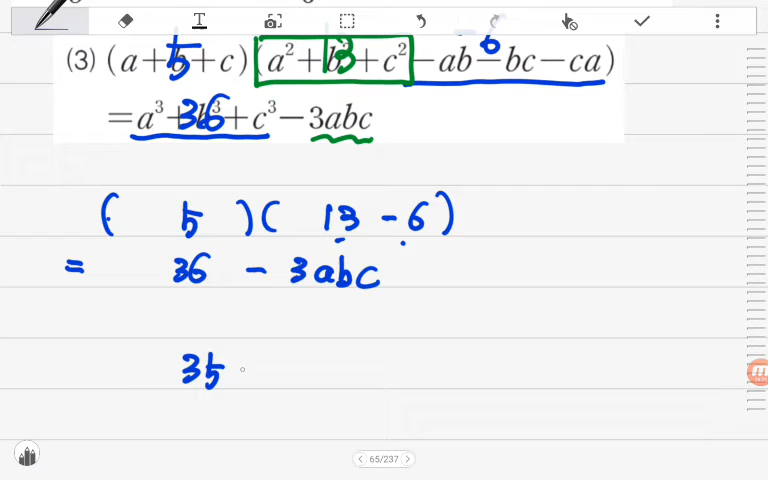 (3) (a+b+c)(a²+b²+c²−ab−bc−ca)
5 13 6
=a³+b³+c³−3abc
36
( 5 )( 13 - 6 )
= 36 - 3abc
35
65/237